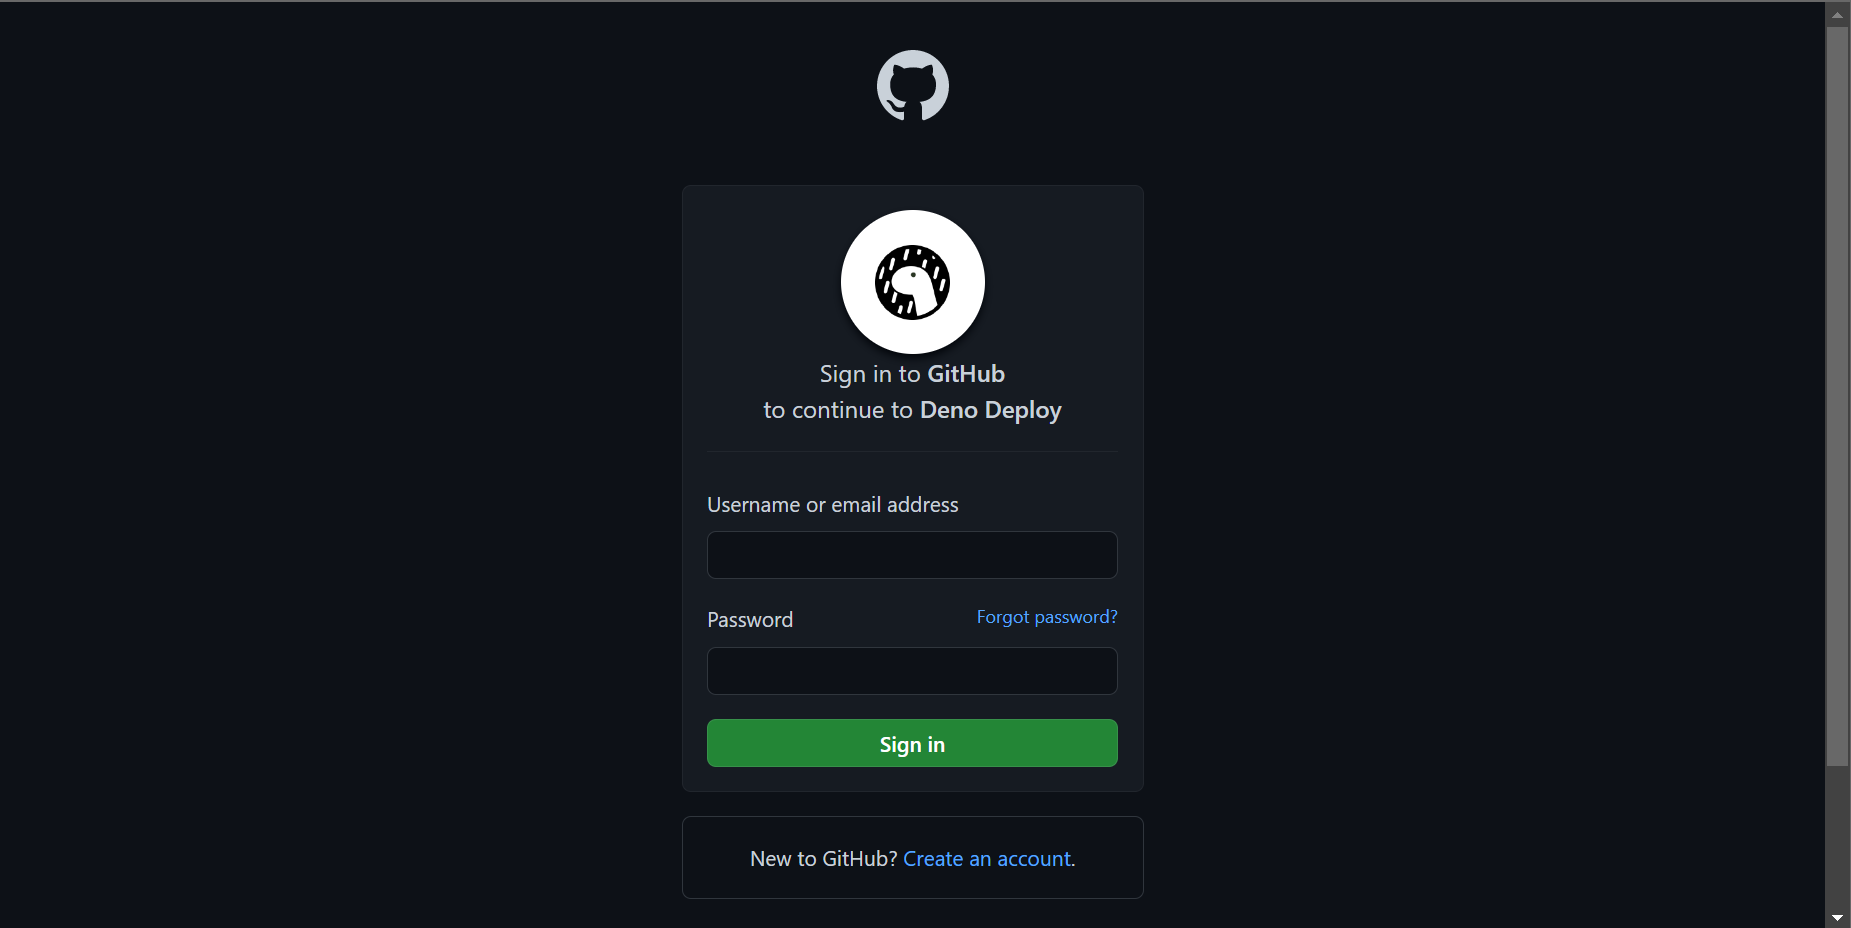 Sign in to GitHub
to continue to Deno Deploy
Username or email address
Password Forgot password?
Sign in
New to GitHub? Create an account.